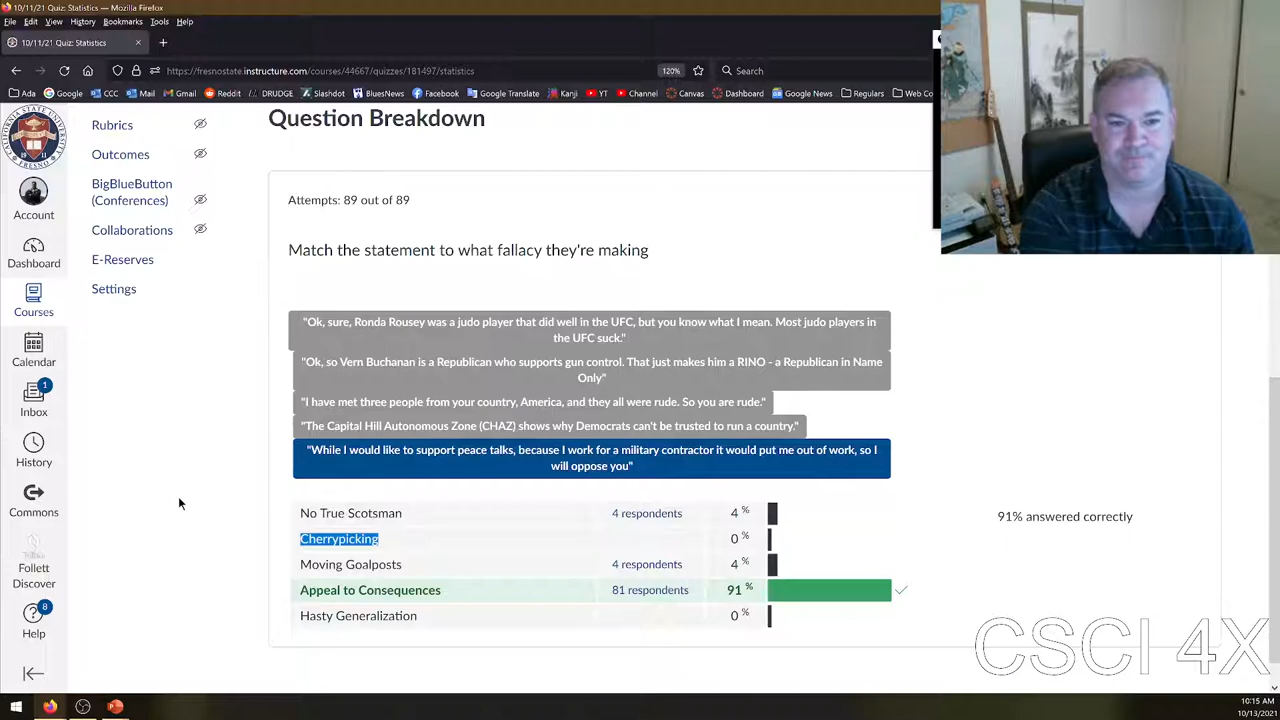 10/11/21 Quiz: Statistics — Mozilla Firefox
File Edit View History Bookmarks Tools Help
10/11/21 Quiz: Statistics
https://fresnostate.instructure.com/courses/44667/quizzes/181497/statistics
120%
Search
Ada Google CCC Mail Gmail Reddit DRUDGE Slashdot BluesNews Facebook Google Translate Kanji YT Channel Canvas Dashboard Google News Regulars Web Co
Account
Dashboard
Courses
Calendar
1
Inbox
History
Commons
Follett
Discover
8
Help
Rubrics
Outcomes
BigBlueButton
(Conferences)
Collaborations
E-Reserves
Settings
Question Breakdown
Attempts: 89 out of 89
Match the statement to what fallacy they're making
"Ok, sure, Ronda Rousey was a judo player that did well in the UFC, but you know what I mean. Most judo players in
the UFC suck."
"Ok, so Vern Buchanan is a Republican who supports gun control. That just makes him a RINO - a Republican in Name
Only"
"I have met three people from your country, America, and they all were rude. So you are rude."
"The Capital Hill Autonomous Zone (CHAZ) shows why Democrats can't be trusted to run a country."
"While I would like to support peace talks, because I work for a military contractor it would put me out of work, so I
will oppose you"
No True Scotsman 4 respondents 4 %
Cherrypicking 0 %
Moving Goalposts 4 respondents 4 %
Appeal to Consequences 81 respondents 91 %
Hasty Generalization 0 %
91% answered correctly
CSCI 4X
10:15 AM
10/13/2021